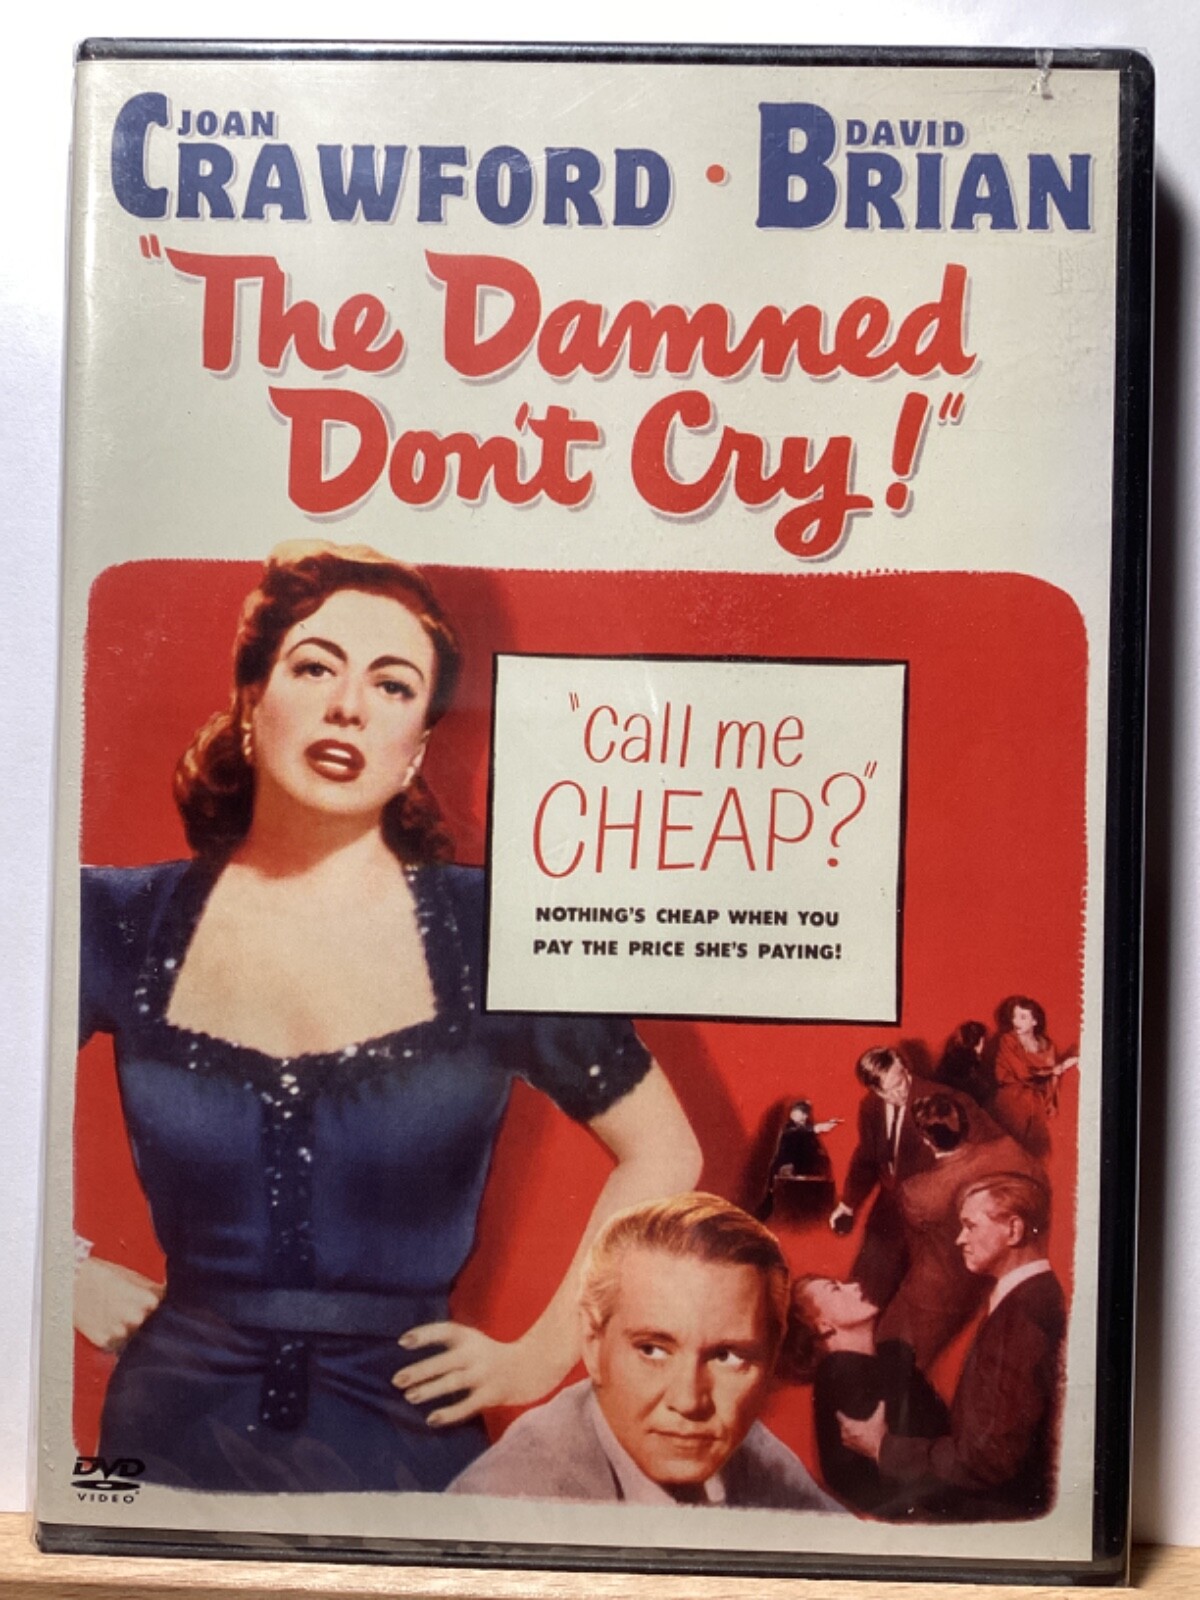 JOAN CRAWFORD • DAVID BRIAN
"The Damned
Don't Cry!"
"call me
CHEAP?"
NOTHING'S CHEAP WHEN YOU
PAY THE PRICE SHE'S PAYING!
DVD
VIDEO